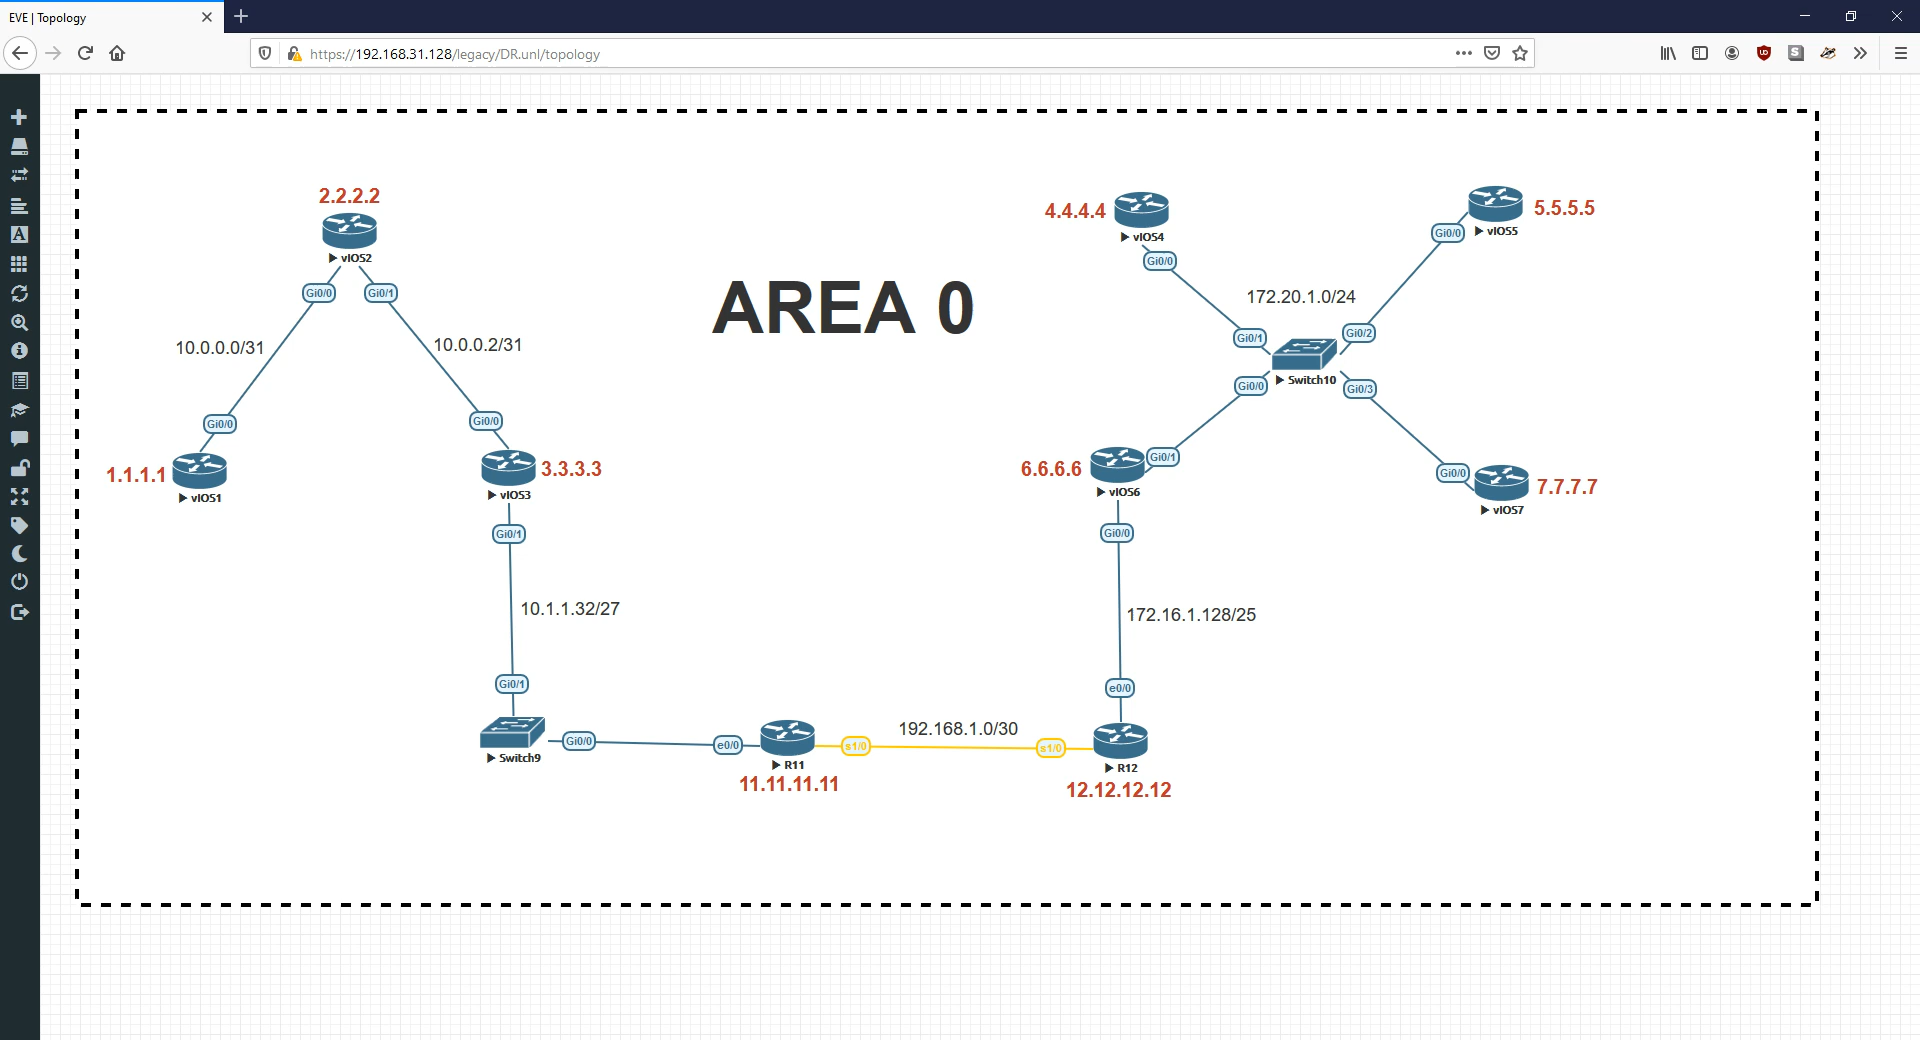 EVE | Topology
https://192.168.31.128/legacy/DR.unl/topology
2.2.2.2
vIOS2
Gi0/0
Gi0/1
10.0.0.0/31
10.0.0.2/31
Gi0/0
Gi0/0
1.1.1.1
vIOS1
3.3.3.3
vIOS3
Gi0/1
10.1.1.32/27
Gi0/1
Switch9
Gi0/0
e0/0
R11
11.11.11.11
s1/0
192.168.1.0/30
s1/0
R12
12.12.12.12
e0/0
172.16.1.128/25
Gi0/0
6.6.6.6
vIOS6
Gi0/1
AREA 0
4.4.4.4
vIOS4
Gi0/0
5.5.5.5
vIOS5
Gi0/0
172.20.1.0/24
Gi0/1
Gi0/2
Gi0/0
Switch10
Gi0/3
Gi0/0
7.7.7.7
vIOS7